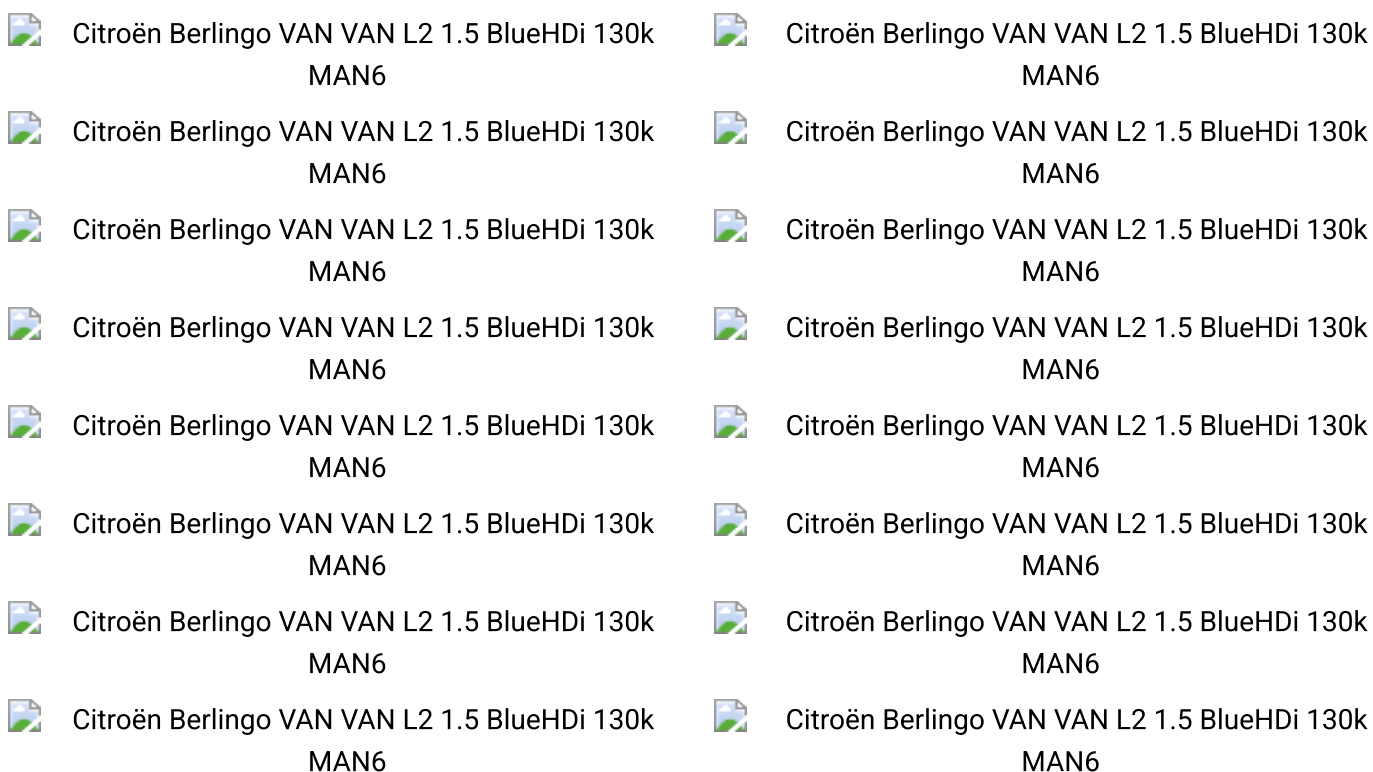 Citroën Berlingo VAN VAN L2 1.5 BlueHDi 130k
MAN6
Citroën Berlingo VAN VAN L2 1.5 BlueHDi 130k
MAN6
Citroën Berlingo VAN VAN L2 1.5 BlueHDi 130k
MAN6
Citroën Berlingo VAN VAN L2 1.5 BlueHDi 130k
MAN6
Citroën Berlingo VAN VAN L2 1.5 BlueHDi 130k
MAN6
Citroën Berlingo VAN VAN L2 1.5 BlueHDi 130k
MAN6
Citroën Berlingo VAN VAN L2 1.5 BlueHDi 130k
MAN6
Citroën Berlingo VAN VAN L2 1.5 BlueHDi 130k
MAN6
Citroën Berlingo VAN VAN L2 1.5 BlueHDi 130k
MAN6
Citroën Berlingo VAN VAN L2 1.5 BlueHDi 130k
MAN6
Citroën Berlingo VAN VAN L2 1.5 BlueHDi 130k
MAN6
Citroën Berlingo VAN VAN L2 1.5 BlueHDi 130k
MAN6
Citroën Berlingo VAN VAN L2 1.5 BlueHDi 130k
MAN6
Citroën Berlingo VAN VAN L2 1.5 BlueHDi 130k
MAN6
Citroën Berlingo VAN VAN L2 1.5 BlueHDi 130k
MAN6
Citroën Berlingo VAN VAN L2 1.5 BlueHDi 130k
MAN6